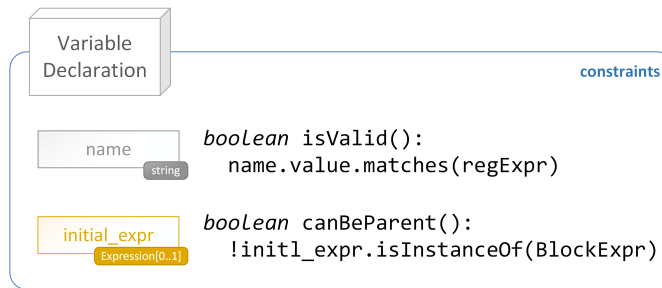 Variable
Declaration
constraints
name
string
boolean isValid():
name.value.matches(regExpr)
initial_expr
Expression[0..1]
boolean canBeParent():
!initl_expr.isInstanceOf(BlockExpr)